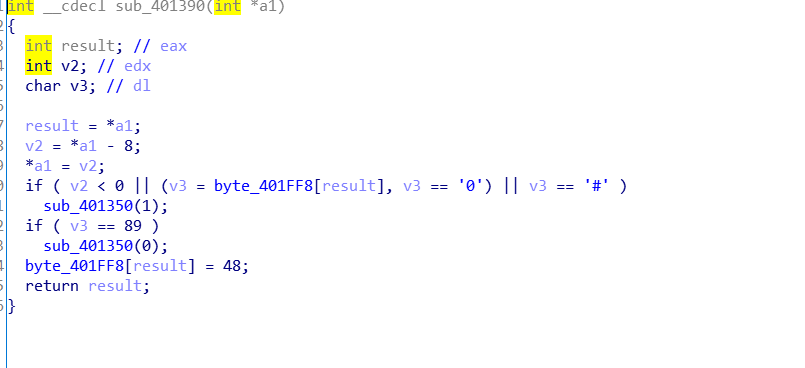 int __cdecl sub_401390(int *a1)
{
  int result; // eax
  int v2; // edx
  char v3; // dl

  result = *a1;
  v2 = *a1 - 8;
  *a1 = v2;
  if ( v2 < 0 || (v3 = byte_401FF8[result], v3 == '0') || v3 == '#' )
    sub_401350(1);
  if ( v3 == 89 )
    sub_401350(0);
  byte_401FF8[result] = 48;
  return result;
}